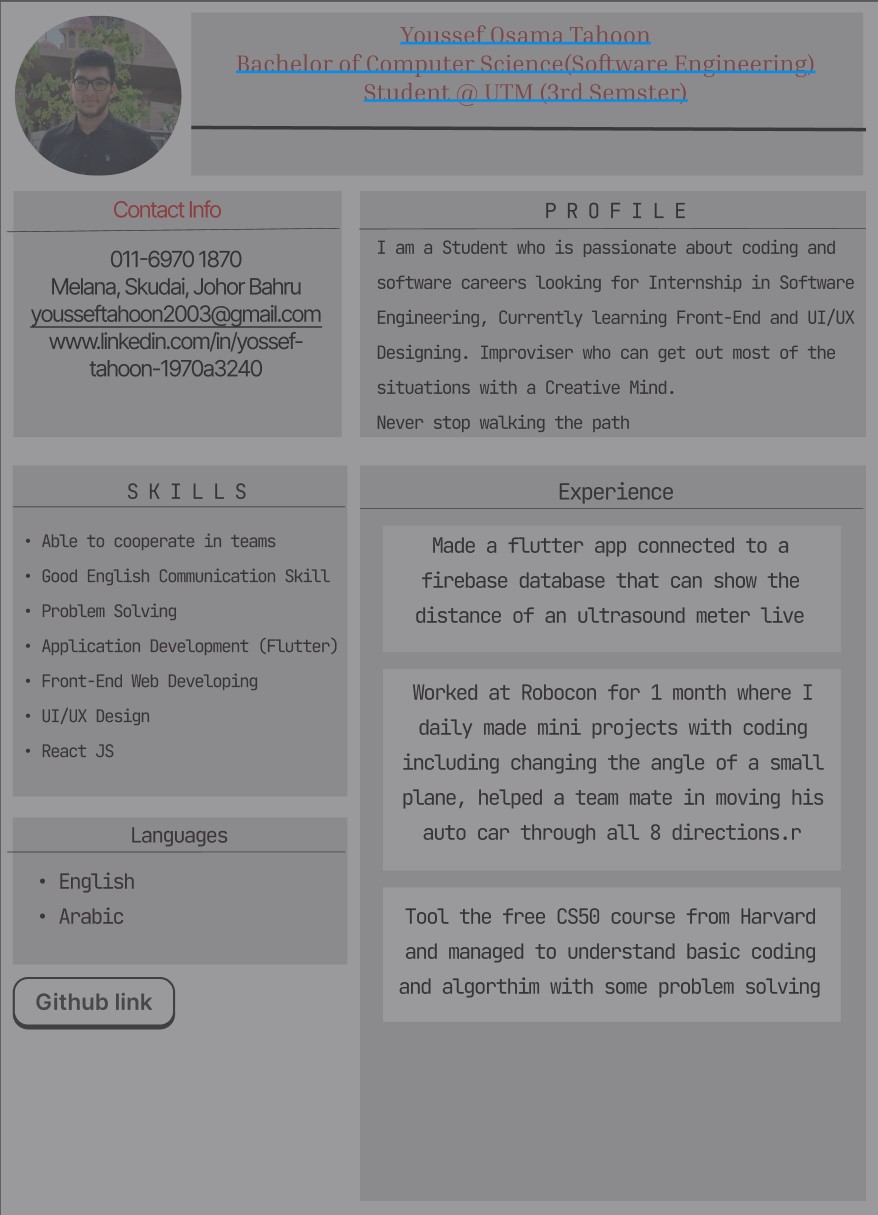 Youssef Osama Tahoon
Bachelor of Computer Science(Software Engineering)
Student @ UTM (3rd Semster)
Contact Info
011-6970 1870
Melana, Skudai, Johor Bahru
yousseftahoon2003@gmail.com
www.linkedin.com/in/yossef-
tahoon-1970a3240
PROFILE
I am a Student who is passionate about coding and
software careers looking for Internship in Software
Engineering, Currently learning Front-End and UI/UX
Designing. Improviser who can get out most of the
situations with a Creative Mind.
Never stop walking the path
SKILLS
• Able to cooperate in teams
• Good English Communication Skill
• Problem Solving
• Application Development (Flutter)
• Front-End Web Developing
• UI/UX Design
• React JS
Languages
• English
• Arabic
Github link
Experience
Made a flutter app connected to a
firebase database that can show the
distance of an ultrasound meter live
Worked at Robocon for 1 month where I
daily made mini projects with coding
including changing the angle of a small
plane, helped a team mate in moving his
auto car through all 8 directions.r
Tool the free CS50 course from Harvard
and managed to understand basic coding
and algorthim with some problem solving